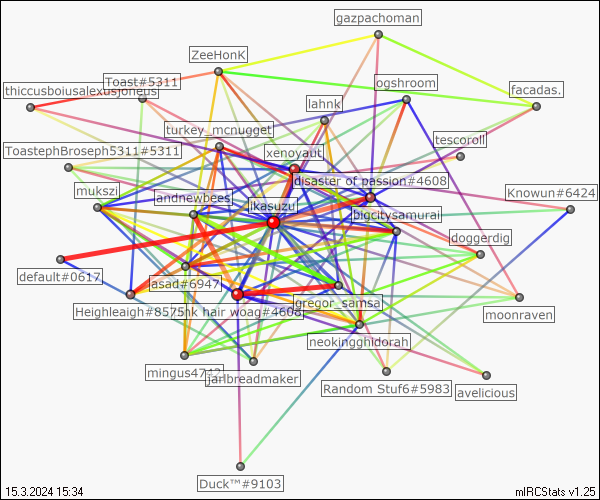 gazpachoman
ZeeHonK
Toast#5311
ogshroom
facadas.
thiccusboiusalexusjoneus
lahnk
turkey_mcnugget
tescoroll
ToastephBroseph5311#5311
xenoyaut
disaster of passion#4608
mukszi
andnewbees
Knowun#6424
ikasuzu
bigcitysamurai
doggerdig
default#0617
asad#6947
gregor_samsa
Heighleaigh#8575
hk hair woag#4608
moonraven
neokingghidorah
mingus4742
jarlbreadmaker
Random Stuf6#5983
avelicious
Duck™#9103
15.3.2024 15:34
mIRCStats v1.25